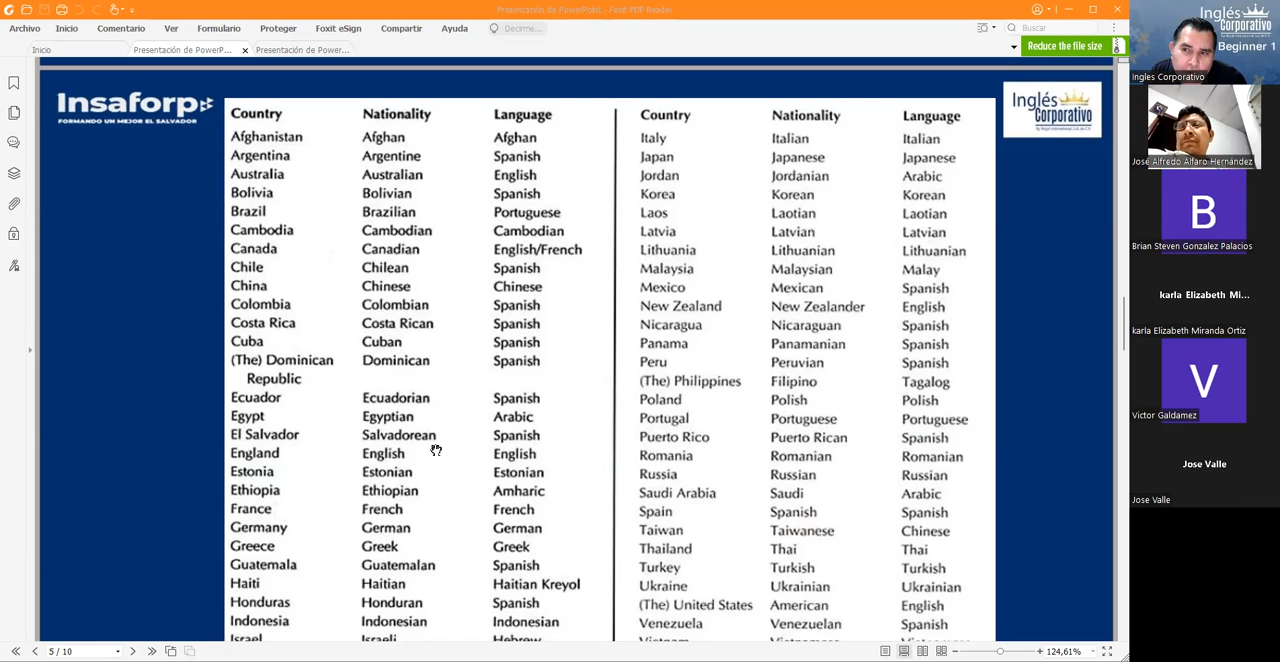 Presentación de PowerPoint - Foxit PDF Reader
Archivo Inicio Comentario Ver Formulario Proteger Foxit eSign Compartir Ayuda Decirme... Buscar
Inicio Presentación de PowerP... Presentación de Power... Reduce the file size
Insaforp
FORMANDO UN MEJOR EL SALVADOR
Inglés
Corporativo
Country Nationality Language
Afghanistan Afghan Afghan
Argentina Argentine Spanish
Australia Australian English
Bolivia Bolivian Spanish
Brazil Brazilian Portuguese
Cambodia Cambodian Cambodian
Canada Canadian English/French
Chile Chilean Spanish
China Chinese Chinese
Colombia Colombian Spanish
Costa Rica Costa Rican Spanish
Cuba Cuban Spanish
(The) Dominican Dominican Spanish
Republic
Ecuador Ecuadorian Spanish
Egypt Egyptian Arabic
El Salvador Salvadorean Spanish
England English English
Estonia Estonian Estonian
Ethiopia Ethiopian Amharic
France French French
Germany German German
Greece Greek Greek
Guatemala Guatemalan Spanish
Haiti Haitian Haitian Kreyol
Honduras Honduran Spanish
Indonesia Indonesian Indonesian
Israel Israeli Hebrew
Country Nationality Language
Italy Italian Italian
Japan Japanese Japanese
Jordan Jordanian Arabic
Korea Korean Korean
Laos Laotian Laotian
Latvia Latvian Latvian
Lithuania Lithuanian Lithuanian
Malaysia Malaysian Malay
Mexico Mexican Spanish
New Zealand New Zealander English
Nicaragua Nicaraguan Spanish
Panama Panamanian Spanish
Peru Peruvian Spanish
(The) Philippines Filipino Tagalog
Poland Polish Polish
Portugal Portuguese Portuguese
Puerto Rico Puerto Rican Spanish
Romania Romanian Romanian
Russia Russian Russian
Saudi Arabia Saudi Arabic
Spain Spanish Spanish
Taiwan Taiwanese Chinese
Thailand Thai Thai
Turkey Turkish Turkish
Ukraine Ukrainian Ukrainian
(The) United States American English
Venezuela Venezuelan Spanish
Vietnam Vietnamese Vietnamese
5 / 10
124,61%
Inglés
Corporativo
Beginner 1
Ingles Corporativo
José Alfredo Alfaro Hernández
B
Brian Steven Gonzalez Palacios
karla Elizabeth Mi...
karla Elizabeth Miranda Ortiz
V
Victor Galdamez
Jose Valle
Jose Valle